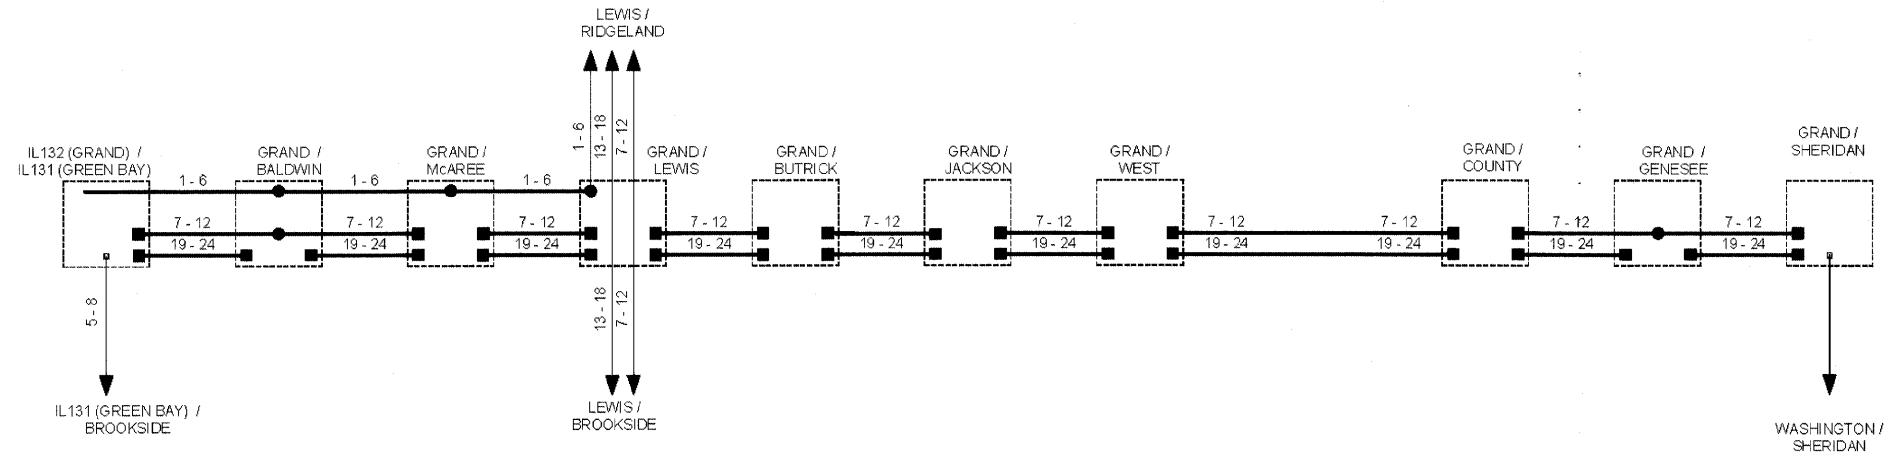 LEWIS /
RIDGELAND
1 - 6
13 - 18
7 - 12
IL132 (GRAND) /
IL131 (GREEN BAY)
GRAND /
BALDWIN
GRAND /
McAREE
GRAND /
LEWIS
GRAND /
BUTRICK
GRAND /
JACKSON
GRAND /
WEST
GRAND /
COUNTY
GRAND /
GENESEE
GRAND /
SHERIDAN
1 - 6
1 - 6
1 - 6
7 - 12
7 - 12
7 - 12
7 - 12
7 - 12
7 - 12
7 - 12
7 - 12
7 - 12
7 - 12
19 - 24
19 - 24
19 - 24
19 - 24
19 - 24
19 - 24
19 - 24
19 - 24
19 - 24
19 - 24
5 - 8
13 - 18
7 - 12
IL131 (GREEN BAY) /
BROOKSIDE
LEWIS /
BROOKSIDE
WASHINGTON /
SHERIDAN